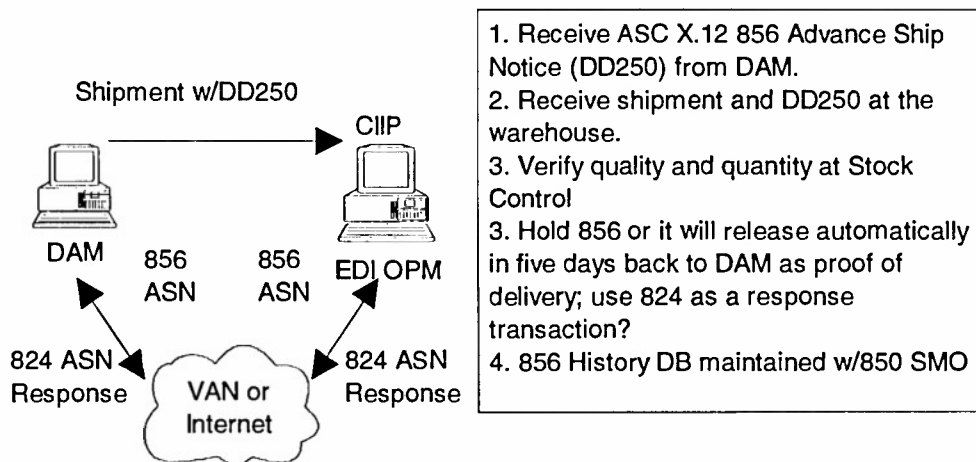 Shipment w/DD250
CIIP
DAM
EDI OPM
856
ASN
856
ASN
824 ASN
Response
824 ASN
Response
VAN or
Internet
1. Receive ASC X.12 856 Advance Ship
Notice (DD250) from DAM.
2. Receive shipment and DD250 at the
warehouse.
3. Verify quality and quantity at Stock
Control
3. Hold 856 or it will release automatically
in five days back to DAM as proof of
delivery; use 824 as a response
transaction?
4. 856 History DB maintained w/850 SMO